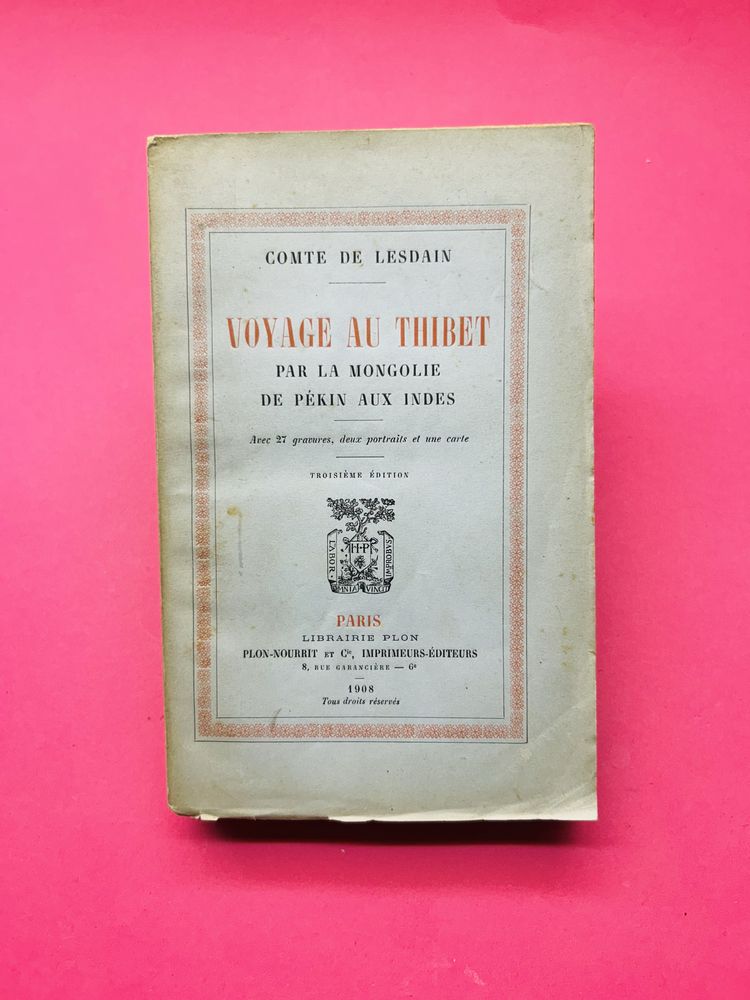 COMTE DE LESDAIN
VOYAGE AU THIBET
PAR LA MONGOLIE
DE PÉKIN AUX INDES
Avec 27 gravures, deux portraits et une carte
TROISIÈME ÉDITION
H·P
LABOR
IMPROBVS
OMNIA VINCIT
PARIS
LIBRAIRIE PLON
PLON-NOURRIT ET Cie, IMPRIMEURS-ÉDITEURS
8, RUE GARANCIÈRE — 6e
1908
Tous droits réservés